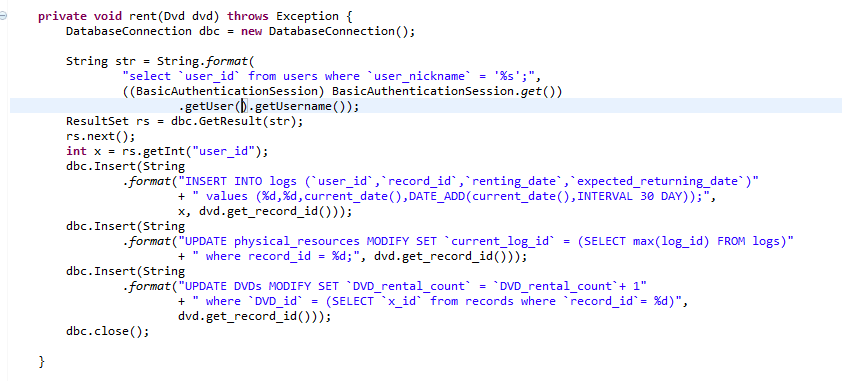 private void rent(Dvd dvd) throws Exception {
DatabaseConnection dbc = new DatabaseConnection();
String str = String.format(
"select `user_id` from users where `user_nickname` = '%s';",
((BasicAuthenticationSession) BasicAuthenticationSession.get())
.getUser().getUsername());
ResultSet rs = dbc.GetResult(str);
rs.next();
int x = rs.getInt("user_id");
dbc.Insert(String
.format("INSERT INTO logs (`user_id`,`record_id`,`renting_date`,`expected_returning_date`)"
+ " values (%d,%d,current_date(),DATE_ADD(current_date(),INTERVAL 30 DAY));",
x, dvd.get_record_id()));
dbc.Insert(String
.format("UPDATE physical_resources MODIFY SET `current_log_id` = (SELECT max(log_id) FROM logs)"
+ " where record_id = %d;", dvd.get_record_id()));
dbc.Insert(String
.format("UPDATE DVDs MODIFY SET `DVD_rental_count` = `DVD_rental_count`+ 1"
+ " where `DVD_id` = (SELECT `x_id` from records where `record_id`= %d)",
dvd.get_record_id()));
dbc.close();
}